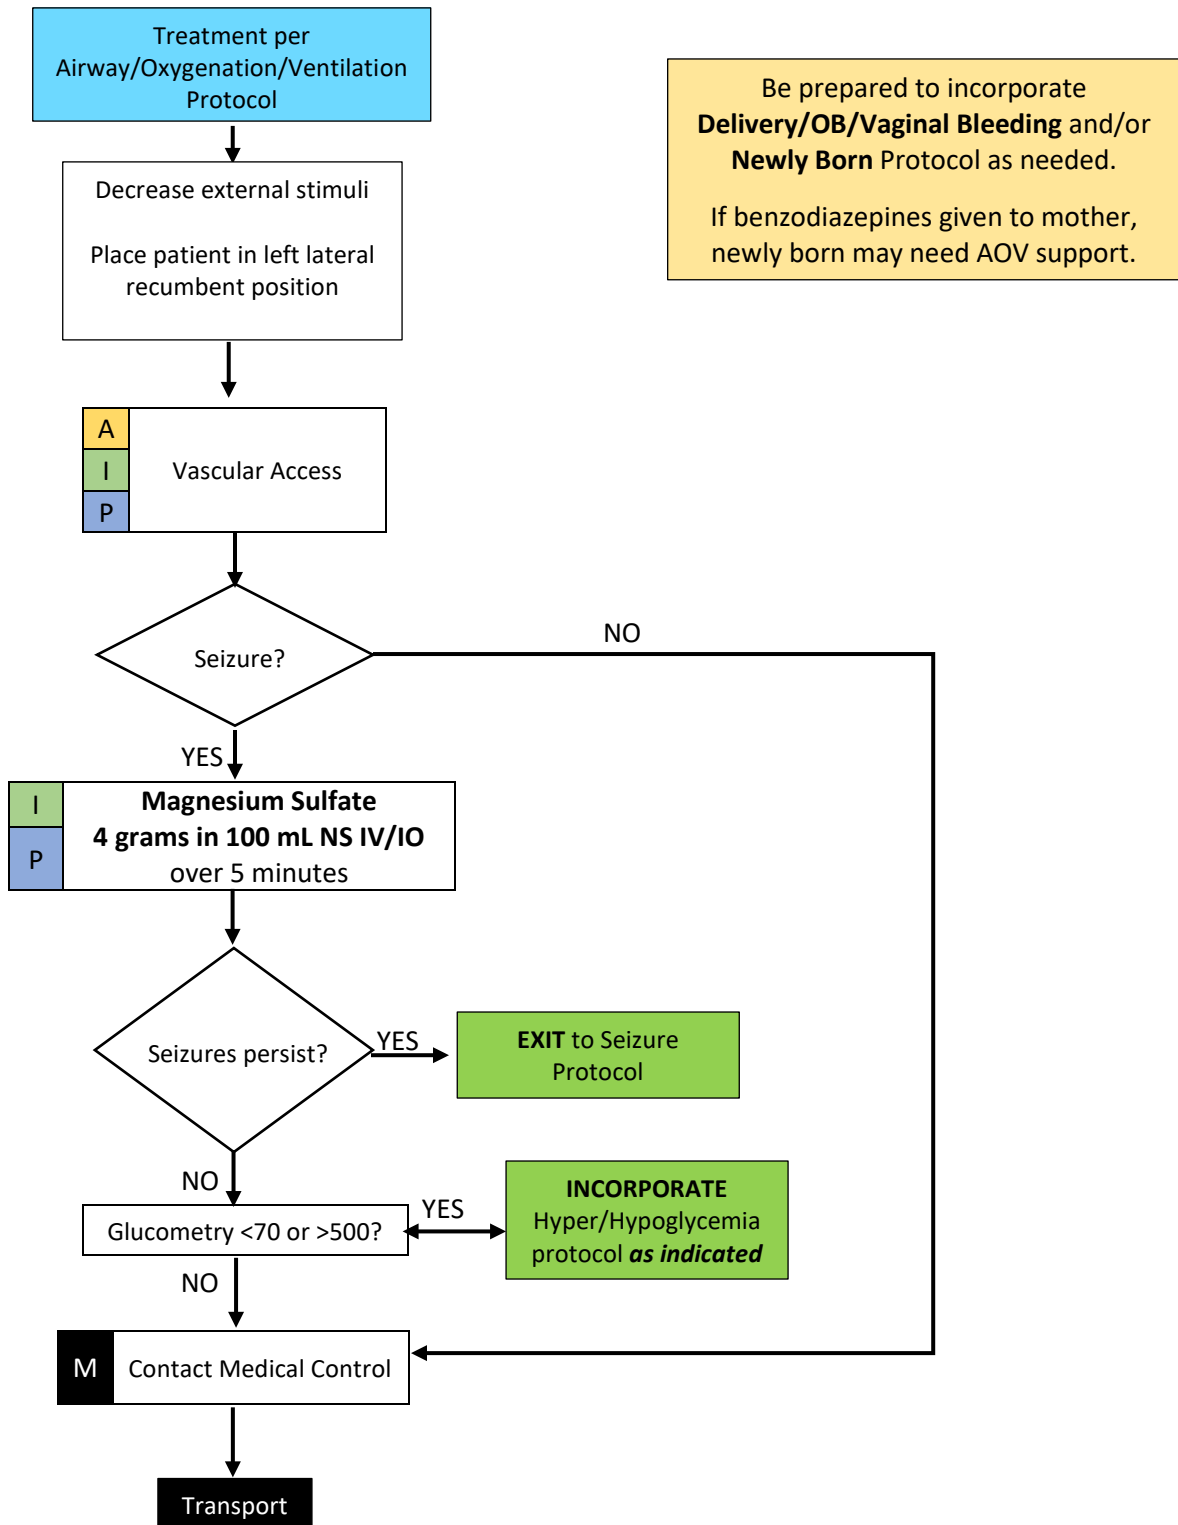 Treatment per
Airway/Oxygenation/Ventilation
Protocol
Be prepared to incorporate
Delivery/OB/Vaginal Bleeding and/or
Newly Born Protocol as needed.
If benzodiazepines given to mother,
newly born may need AOV support.
Decrease external stimuli
Place patient in left lateral
recumbent position
A
I
P
Vascular Access
Seizure?
NO
YES
I
P
Magnesium Sulfate
4 grams in 100 mL NS IV/IO
over 5 minutes
Seizures persist?
YES
EXIT to Seizure
Protocol
NO
Glucometry <70 or >500?
YES
INCORPORATE
Hyper/Hypoglycemia
protocol as indicated
NO
M
Contact Medical Control
Transport